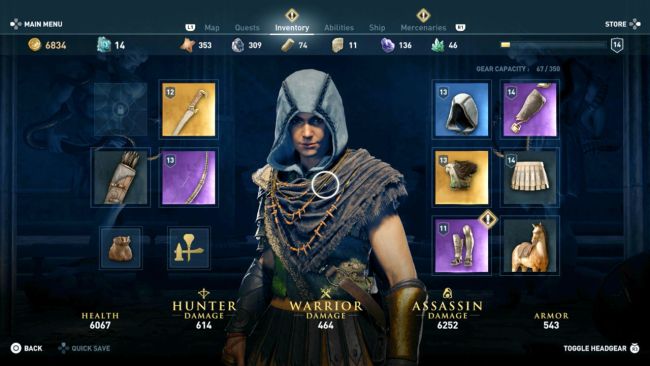 MAIN MENU
L1
Map
Quests
Inventory
Abilities
Ship
Mercenaries
R1
STORE
6834
14
353
309
74
11
136
46
14
GEAR CAPACITY : 67 / 350
12
13
13
14
13
14
11
HEALTH
6067
HUNTER
DAMAGE
614
WARRIOR
DAMAGE
464
ASSASSIN
DAMAGE
6252
ARMOR
543
BACK
QUICK SAVE
TOGGLE HEADGEAR